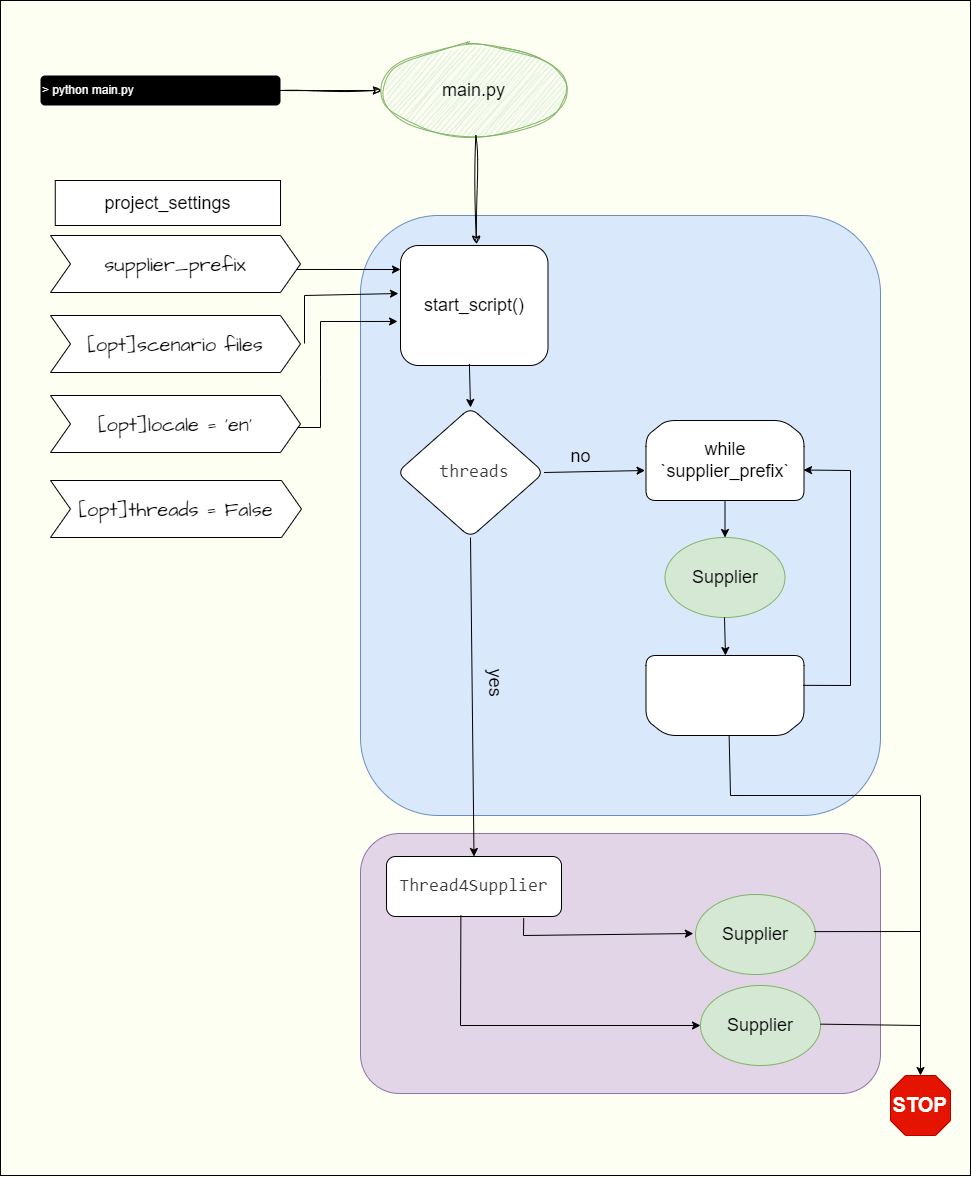 > python main.py
main.py
project_settings
supplier_prefix
[opt]scenario files
[opt]locale = 'en'
[opt]threads = False
start_script()
threads
no
while
`supplier_prefix`
Supplier
yes
Thread4Supplier
Supplier
Supplier
STOP